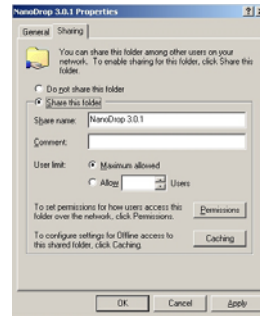 NanoDrop 3.0.1 Properties
General Sharing
You can share this folder among other users on your
network. To enable sharing for this folder, click Share this
folder.
Do not share this folder
Share this folder
Share name: NanoDrop 3.0.1
Comment:
User limit: Maximum allowed
Allow Users
To set permissions for how users access this
folder over the network, click Permissions.
Permissions
To configure settings for Offline access to
this shared folder, click Caching.
Caching
OK Cancel Apply